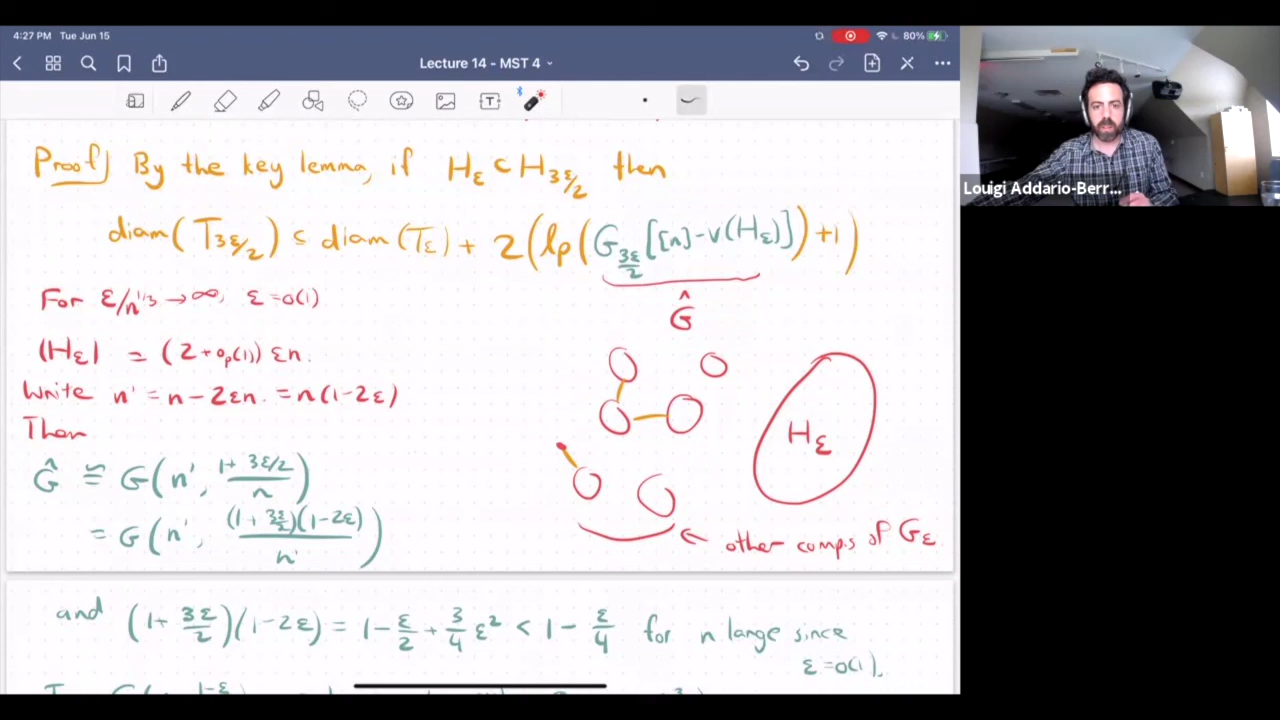 4:27 PM Tue Jun 15
80%
Lecture 14 - MST 4
Louigi Addario-Berr...
Proof) By the key lemma, if H_ε ⊂ H_{3ε/2} then
diam(T_{3ε/2}) ≤ diam(T_ε) + 2(lp(G_{3ε/2}[[n]-v(H_ε)])+1)
Ĝ
For ε/n^{1/3} → ∞, ε = o(1)
|H_ε| = (2+o_p(1)) εn.
Write n' = n - 2εn. = n(1-2ε)
Then
Ĝ ≅ G(n', (1+3ε/2)/n)
= G(n', (1+3ε/2)(1-2ε)/n')
H_ε
← other comps of G_ε
and (1+3ε/2)(1-2ε) = 1 - ε/2 + 3/4 ε² < 1 - ε/4 for n large since
ε = o(1).